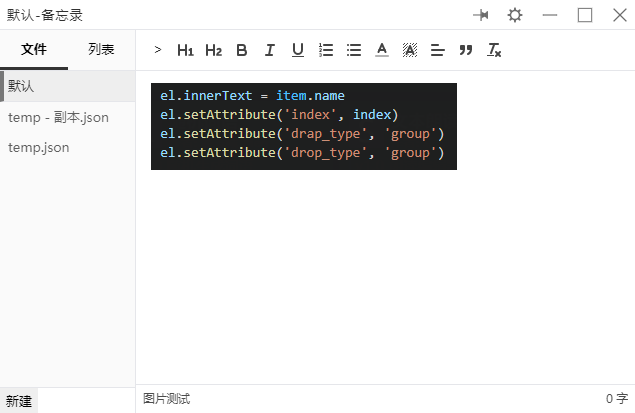 默认-备忘录
文件 列表
> H1 H2 B I U
默认
temp - 副本.json
temp.json
el.innerText = item.name
el.setAttribute('index', index)
el.setAttribute('drap_type', 'group')
el.setAttribute('drop_type', 'group')
新建
图片测试 0 字